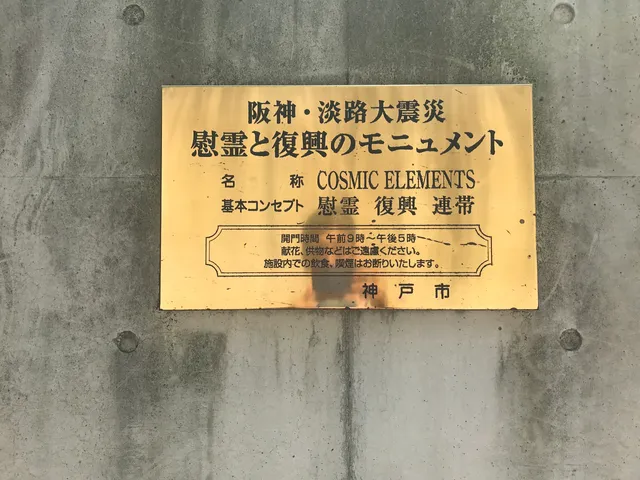 阪神・淡路大震災
慰霊と復興のモニュメント
名 称 COSMIC ELEMENTS
基本コンセプト 慰霊 復興 連帯
開門時間 午前9時～午後5時
献花、供物などはご遠慮ください。
施設内での飲食、喫煙はお断りいたします。
神戸市